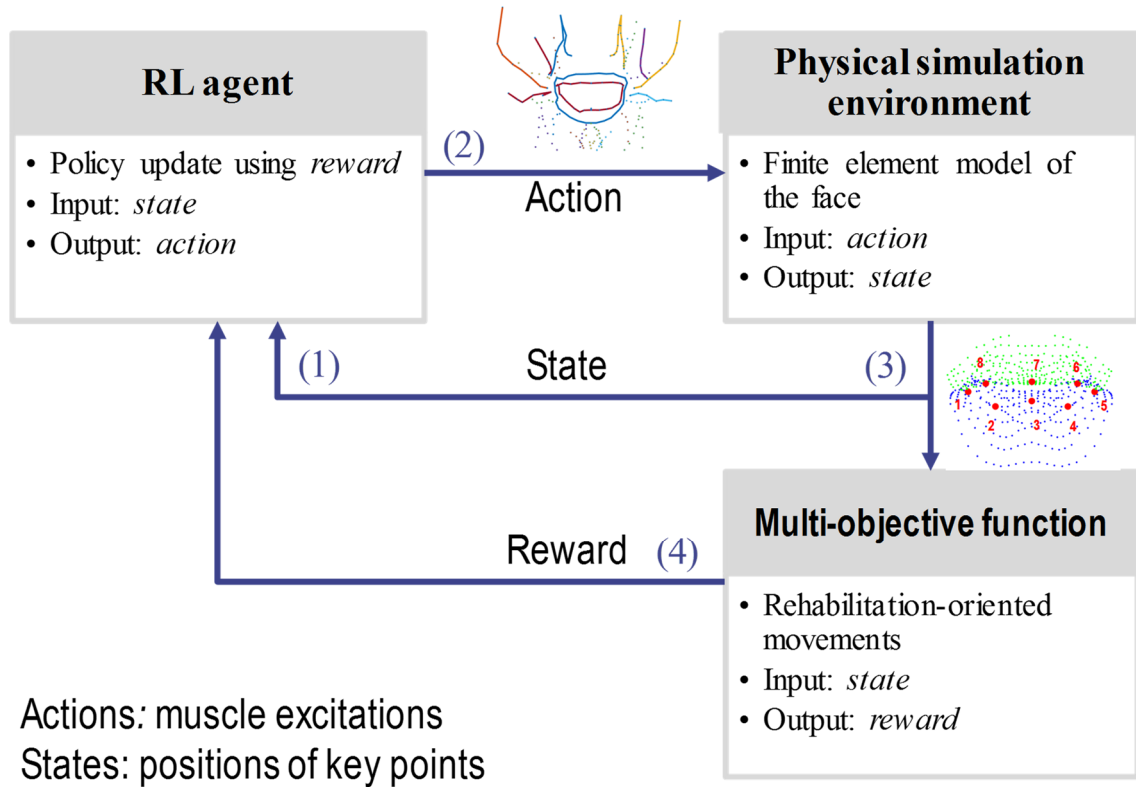 RL agent
• Policy update using reward
• Input: state
• Output: action
(2)
Action
Physical simulation
environment
• Finite element model of
the face
• Input: action
• Output: state
(1)
State
(3)
8
7
6
1
2
3
4
5
Reward
(4)
Multi-objective function
• Rehabilitation-oriented
movements
• Input: state
• Output: reward
Actions: muscle excitations
States: positions of key points